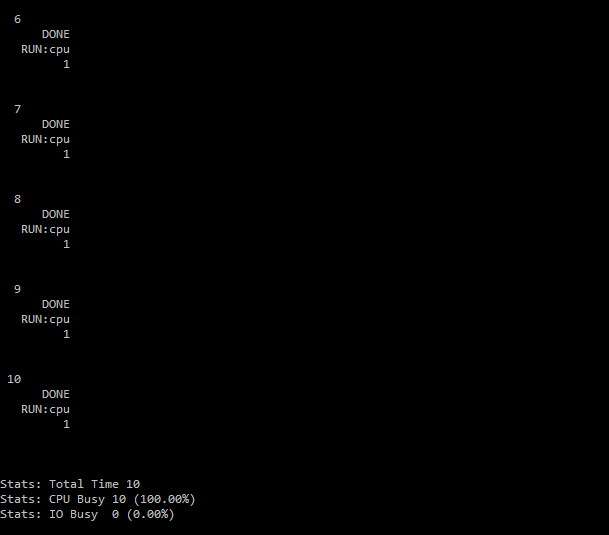 6
DONE
RUN:cpu
1
7
DONE
RUN:cpu
1
8
DONE
RUN:cpu
1
9
DONE
RUN:cpu
1
10
DONE
RUN:cpu
1
Stats: Total Time 10
Stats: CPU Busy 10 (100.00%)
Stats: IO Busy  0 (0.00%)